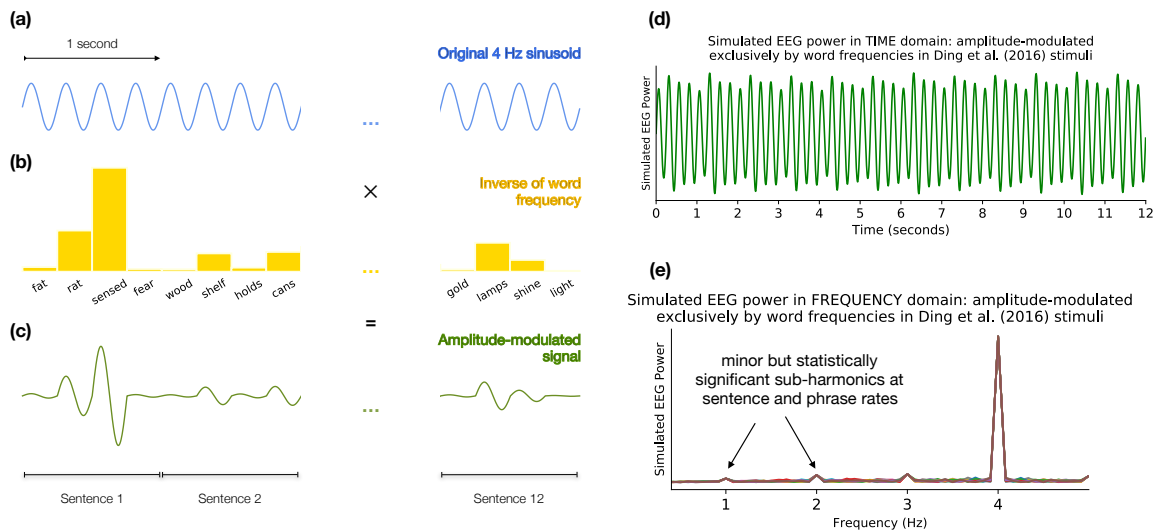 (a)
1 second
Original 4 Hz sinusoid
...
(b)
×
Inverse of word
frequency
fat rat sensed fear wood shelf holds cans
...
gold lamps shine light
=
(c)
Amplitude-modulated
signal
...
Sentence 1
Sentence 2
Sentence 12
(d)
Simulated EEG power in TIME domain: amplitude-modulated
exclusively by word frequencies in Ding et al. (2016) stimuli
Simulated EEG Power
0 1 2 3 4 5 6 7 8 9 10 11 12
Time (seconds)
(e)
Simulated EEG power in FREQUENCY domain: amplitude-modulated
exclusively by word frequencies in Ding et al. (2016) stimuli
minor but statistically
significant sub-harmonics at
sentence and phrase rates
Simulated EEG Power
1 2 3 4
Frequency (Hz)